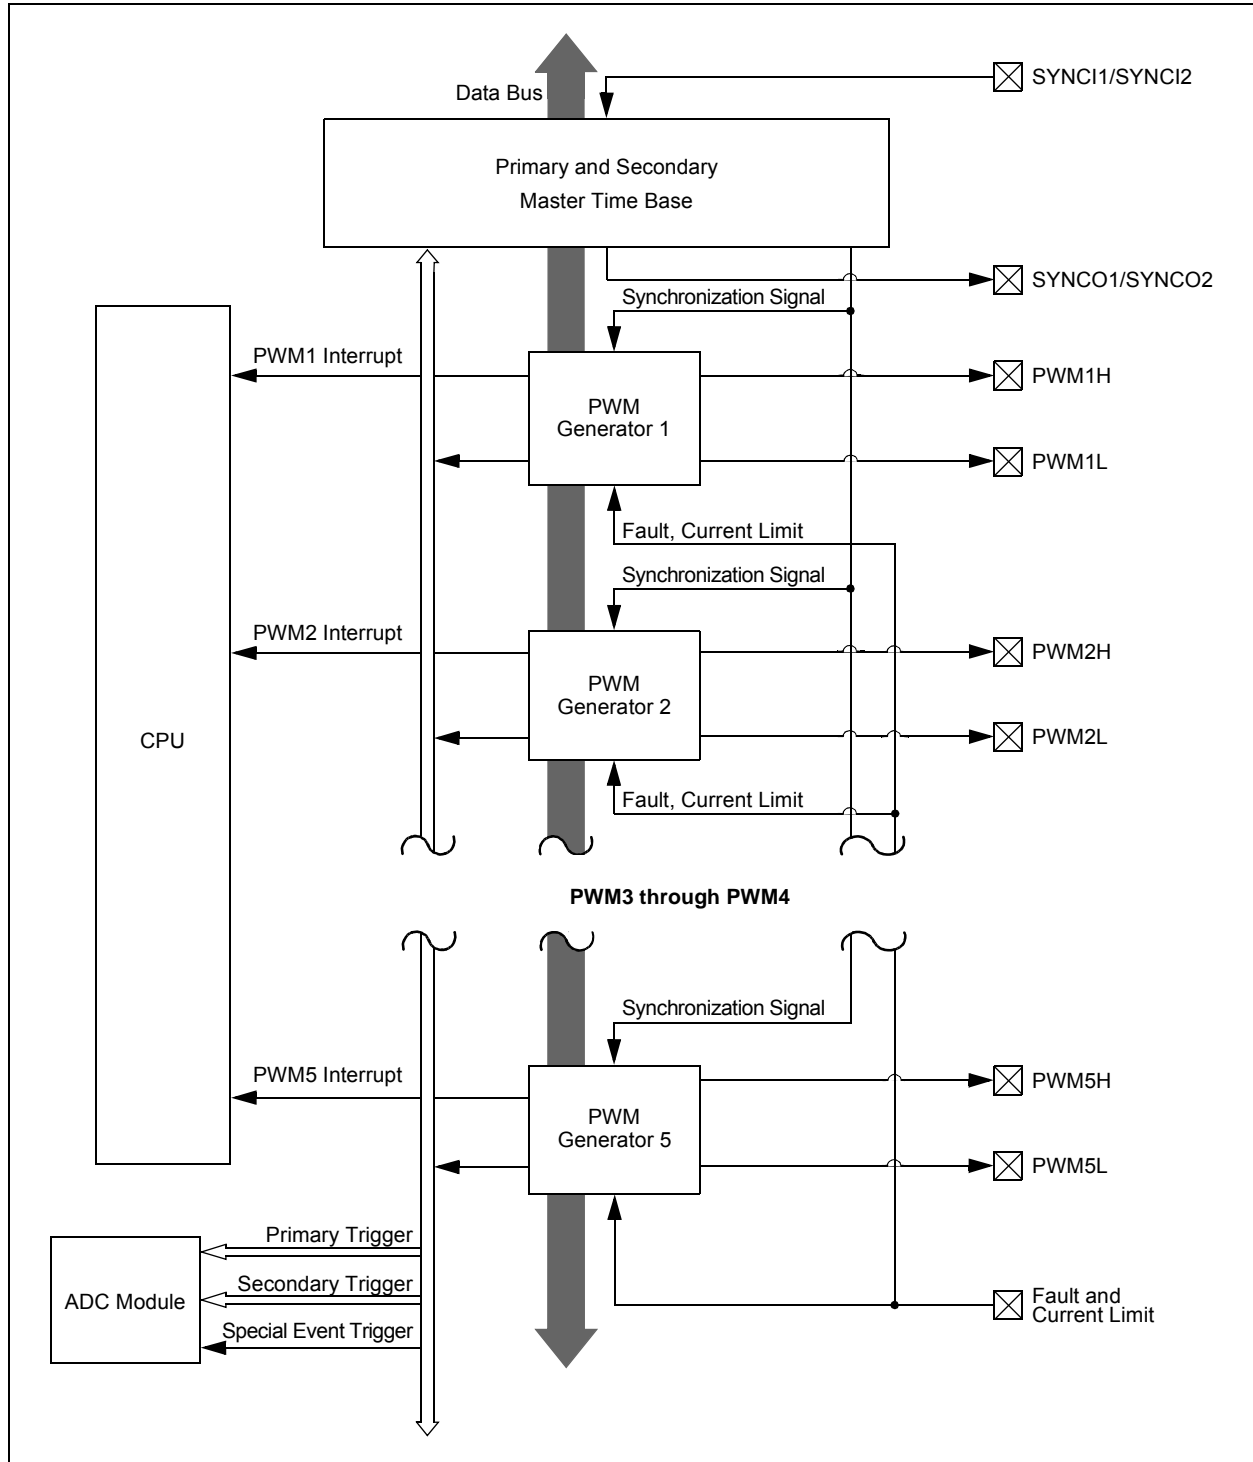 SYNCI1/SYNCI2
Data Bus
Primary and Secondary
Master Time Base
SYNCO1/SYNCO2
Synchronization Signal
PWM1 Interrupt
PWM1H
PWM
Generator 1
PWM1L
Fault, Current Limit
Synchronization Signal
PWM2 Interrupt
PWM2H
PWM
Generator 2
CPU
PWM2L
Fault, Current Limit
PWM3 through PWM4
Synchronization Signal
PWM5 Interrupt
PWM5H
PWM
Generator 5
PWM5L
Primary Trigger
Secondary Trigger
ADC Module
Special Event Trigger
Fault and
Current Limit